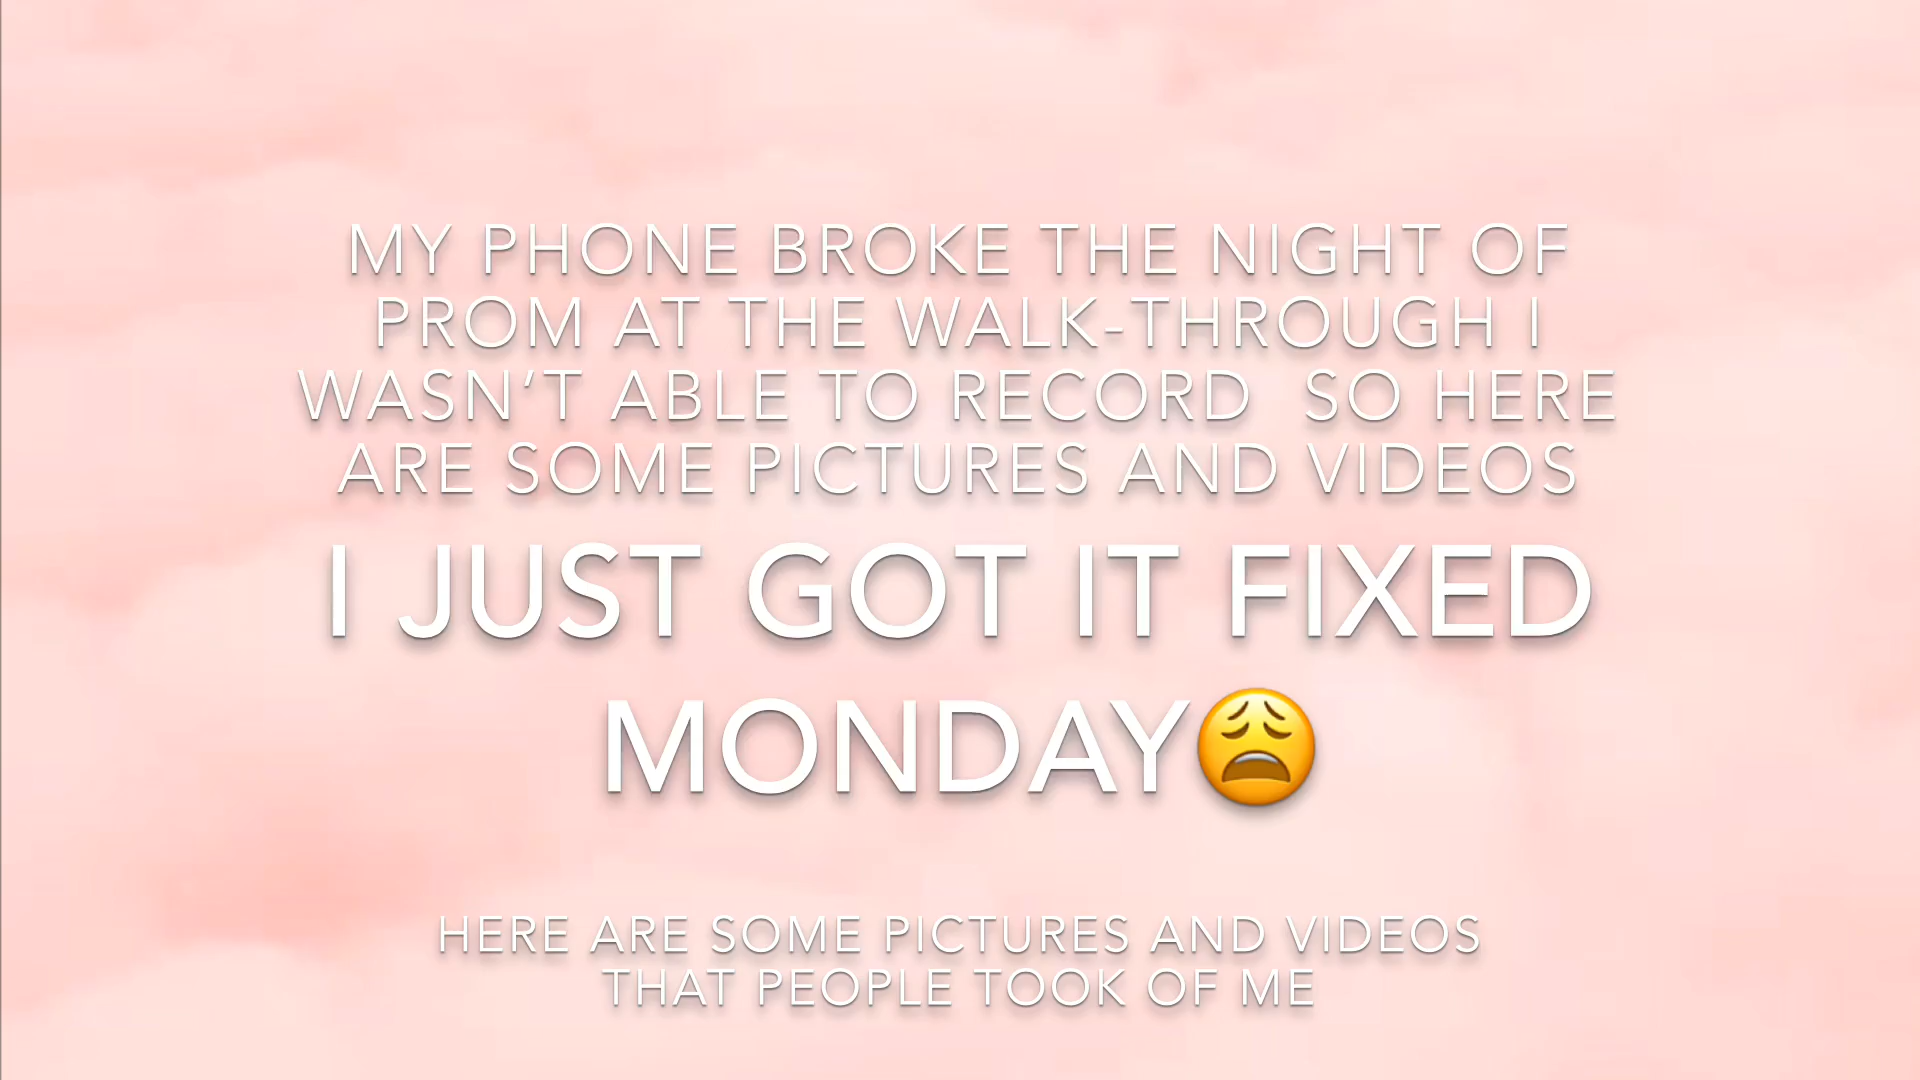 MY PHONE BROKE THE NIGHT OF
PROM AT THE WALK-THROUGH I
WASN’T ABLE TO RECORD  SO HERE
ARE SOME PICTURES AND VIDEOS
I JUST GOT IT FIXED
MONDAY😩
HERE ARE SOME PICTURES AND VIDEOS
THAT PEOPLE TOOK OF ME